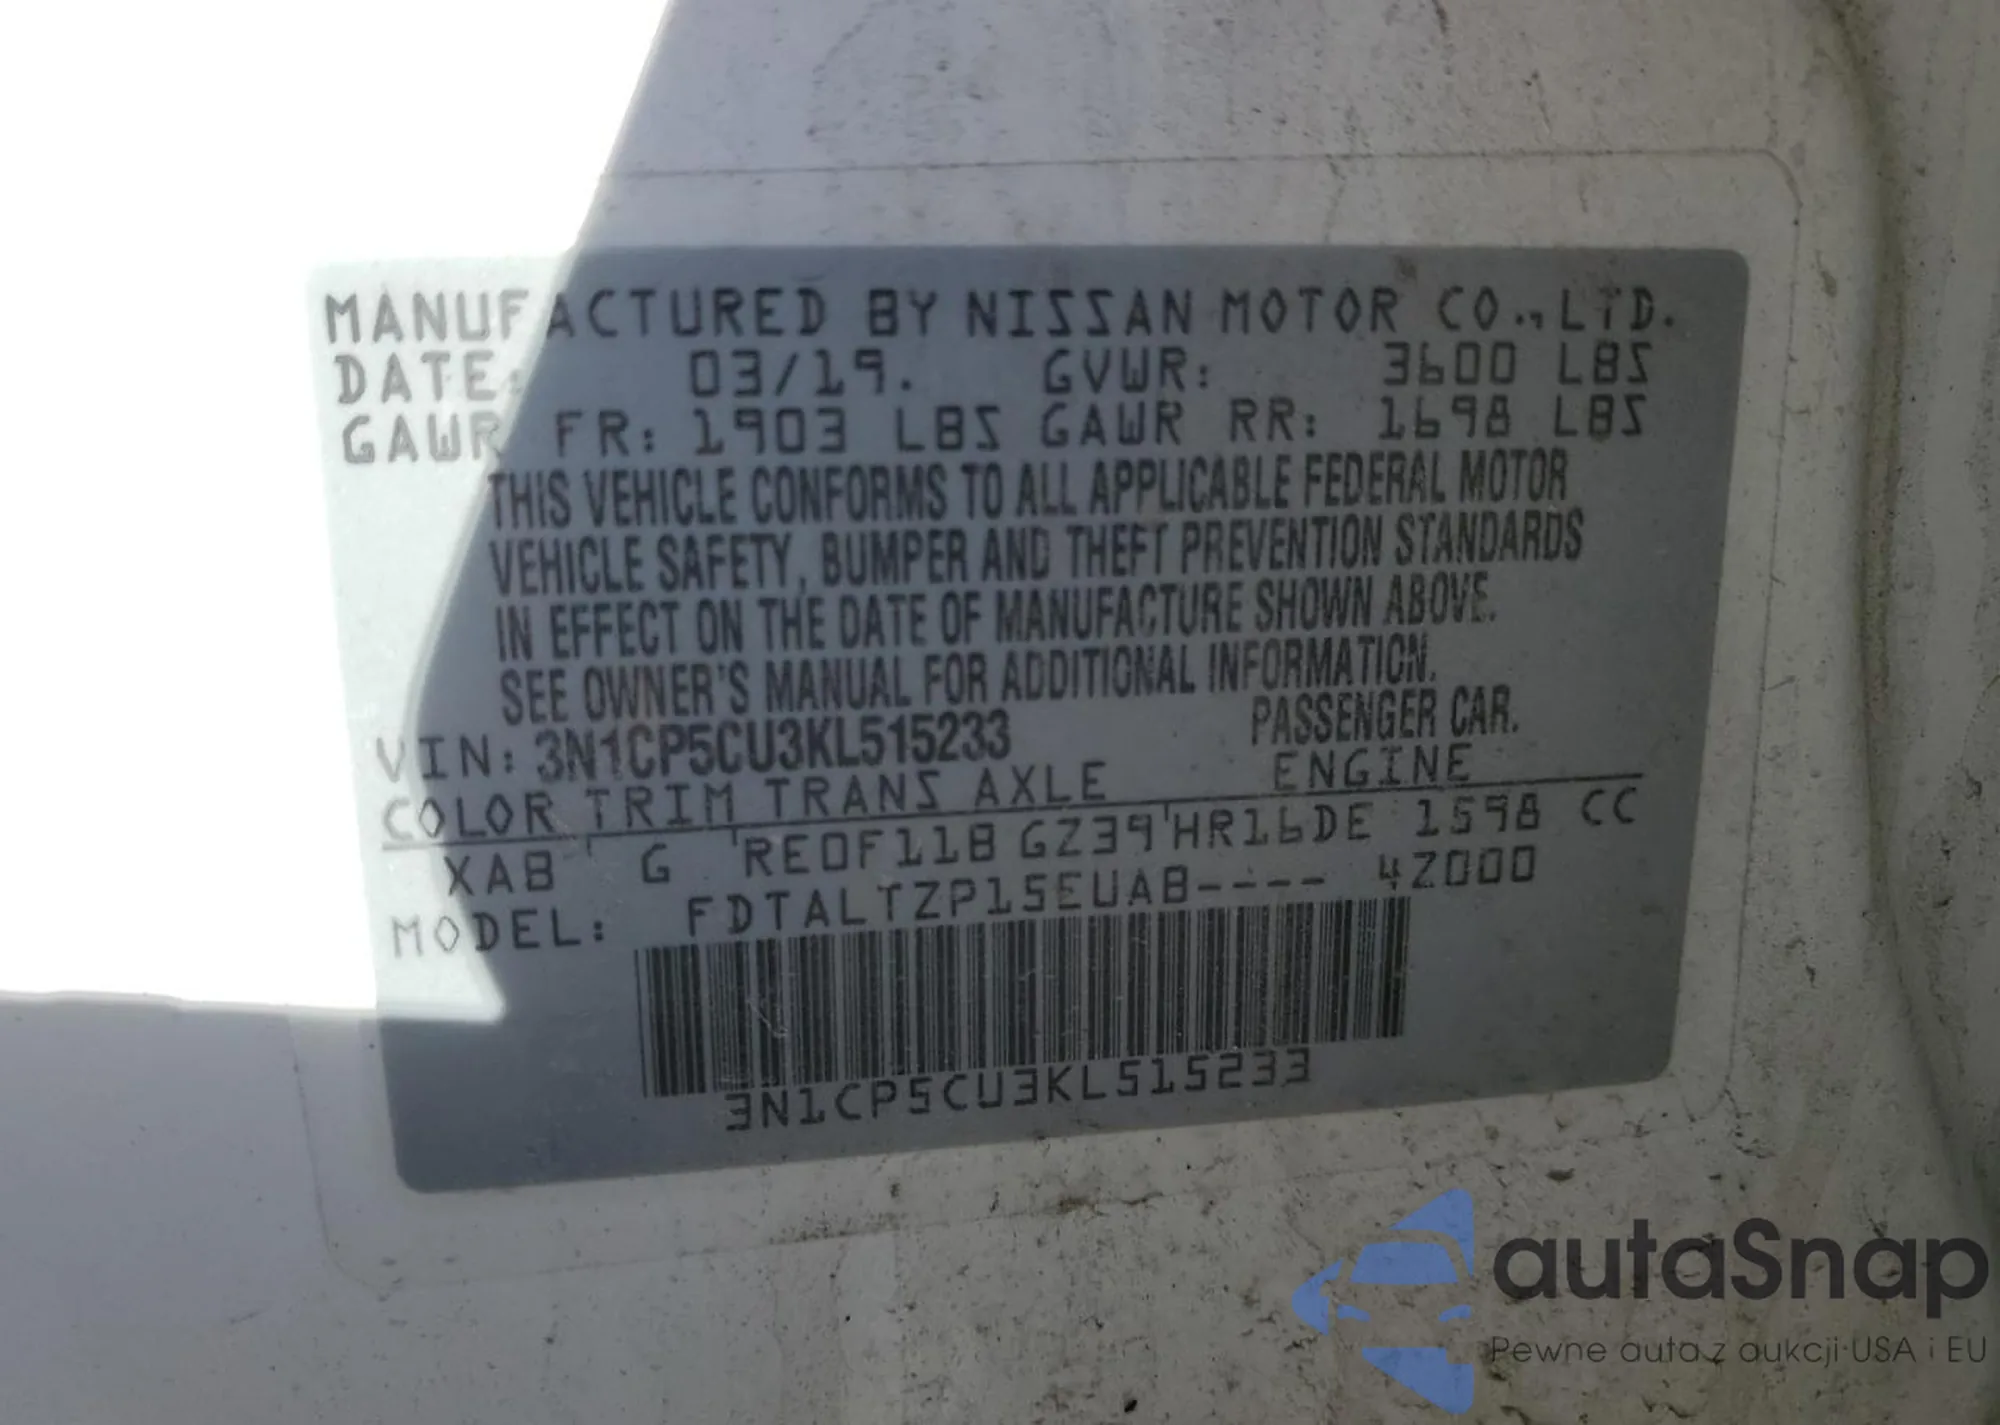 MANUFACTURED BY NISSAN MOTOR CO., LTD.
DATE: 03/19. GVWR: 3600 LBS
GAWR FR: 1903 LBS GAWR RR: 1698 LBS
THIS VEHICLE CONFORMS TO ALL APPLICABLE FEDERAL MOTOR
VEHICLE SAFETY, BUMPER AND THEFT PREVENTION STANDARDS
IN EFFECT ON THE DATE OF MANUFACTURE SHOWN ABOVE.
SEE OWNER'S MANUAL FOR ADDITIONAL INFORMATION.
VIN: 3N1CP5CU3KL515233 PASSENGER CAR.
COLOR TRIM TRANS AXLE ENGINE
XAB G RE0F11B GZ39 HR16DE 1598 CC
MODEL: FDTALTZP15EUAB---- 4Z000
3N1CP5CU3KL515233
autaSnap
Pewne auta z aukcji USA i EU